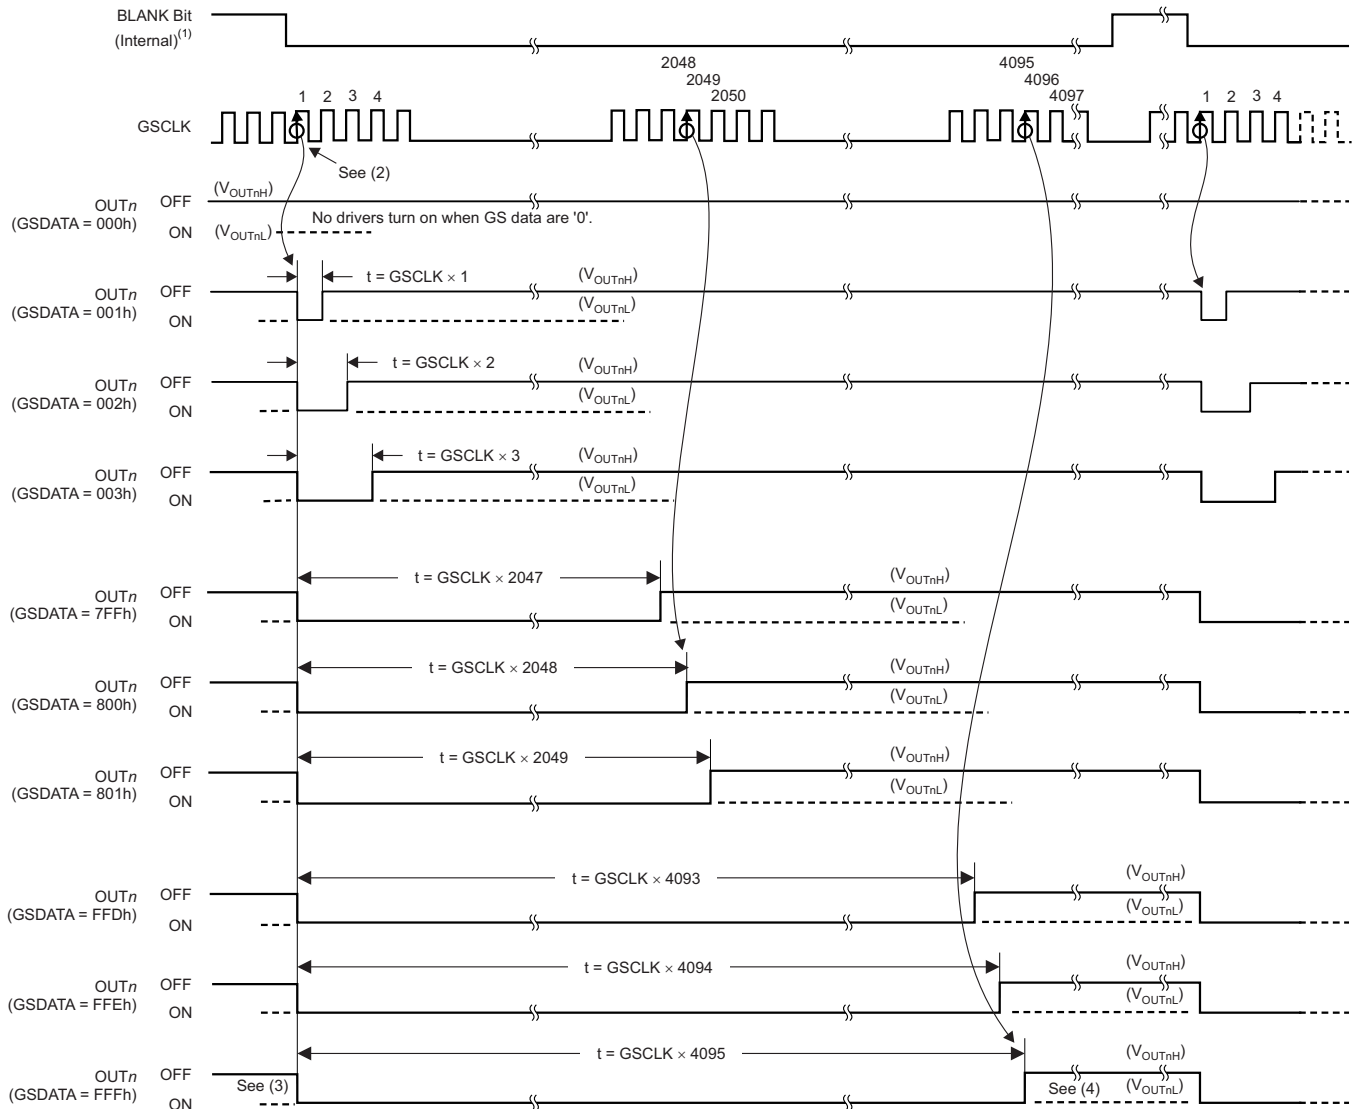 BLANK Bit
(Internal)(1)
2048
2049
2050
4095
4096
4097
1 2 3 4
1 2 3 4
GSCLK
See (2)
OUTn
(GSDATA = 000h)
OFF
ON
(VOUTnH)
(VOUTnL)
No drivers turn on when GS data are '0'.
OUTn
(GSDATA = 001h)
OFF
ON
t = GSCLK × 1
(VOUTnH)
(VOUTnL)
OUTn
(GSDATA = 002h)
OFF
ON
t = GSCLK × 2
(VOUTnH)
(VOUTnL)
OUTn
(GSDATA = 003h)
OFF
ON
t = GSCLK × 3
(VOUTnH)
(VOUTnL)
OUTn
(GSDATA = 7FFh)
OFF
ON
t = GSCLK × 2047
(VOUTnH)
(VOUTnL)
OUTn
(GSDATA = 800h)
OFF
ON
t = GSCLK × 2048
(VOUTnH)
(VOUTnL)
OUTn
(GSDATA = 801h)
OFF
ON
t = GSCLK × 2049
(VOUTnH)
(VOUTnL)
OUTn
(GSDATA = FFDh)
OFF
ON
t = GSCLK × 4093
(VOUTnH)
(VOUTnL)
OUTn
(GSDATA = FFEh)
OFF
ON
t = GSCLK × 4094
(VOUTnH)
(VOUTnL)
OUTn
(GSDATA = FFFh)
OFF
ON
See (3)
t = GSCLK × 4095
See (4)
(VOUTnH)
(VOUTnL)